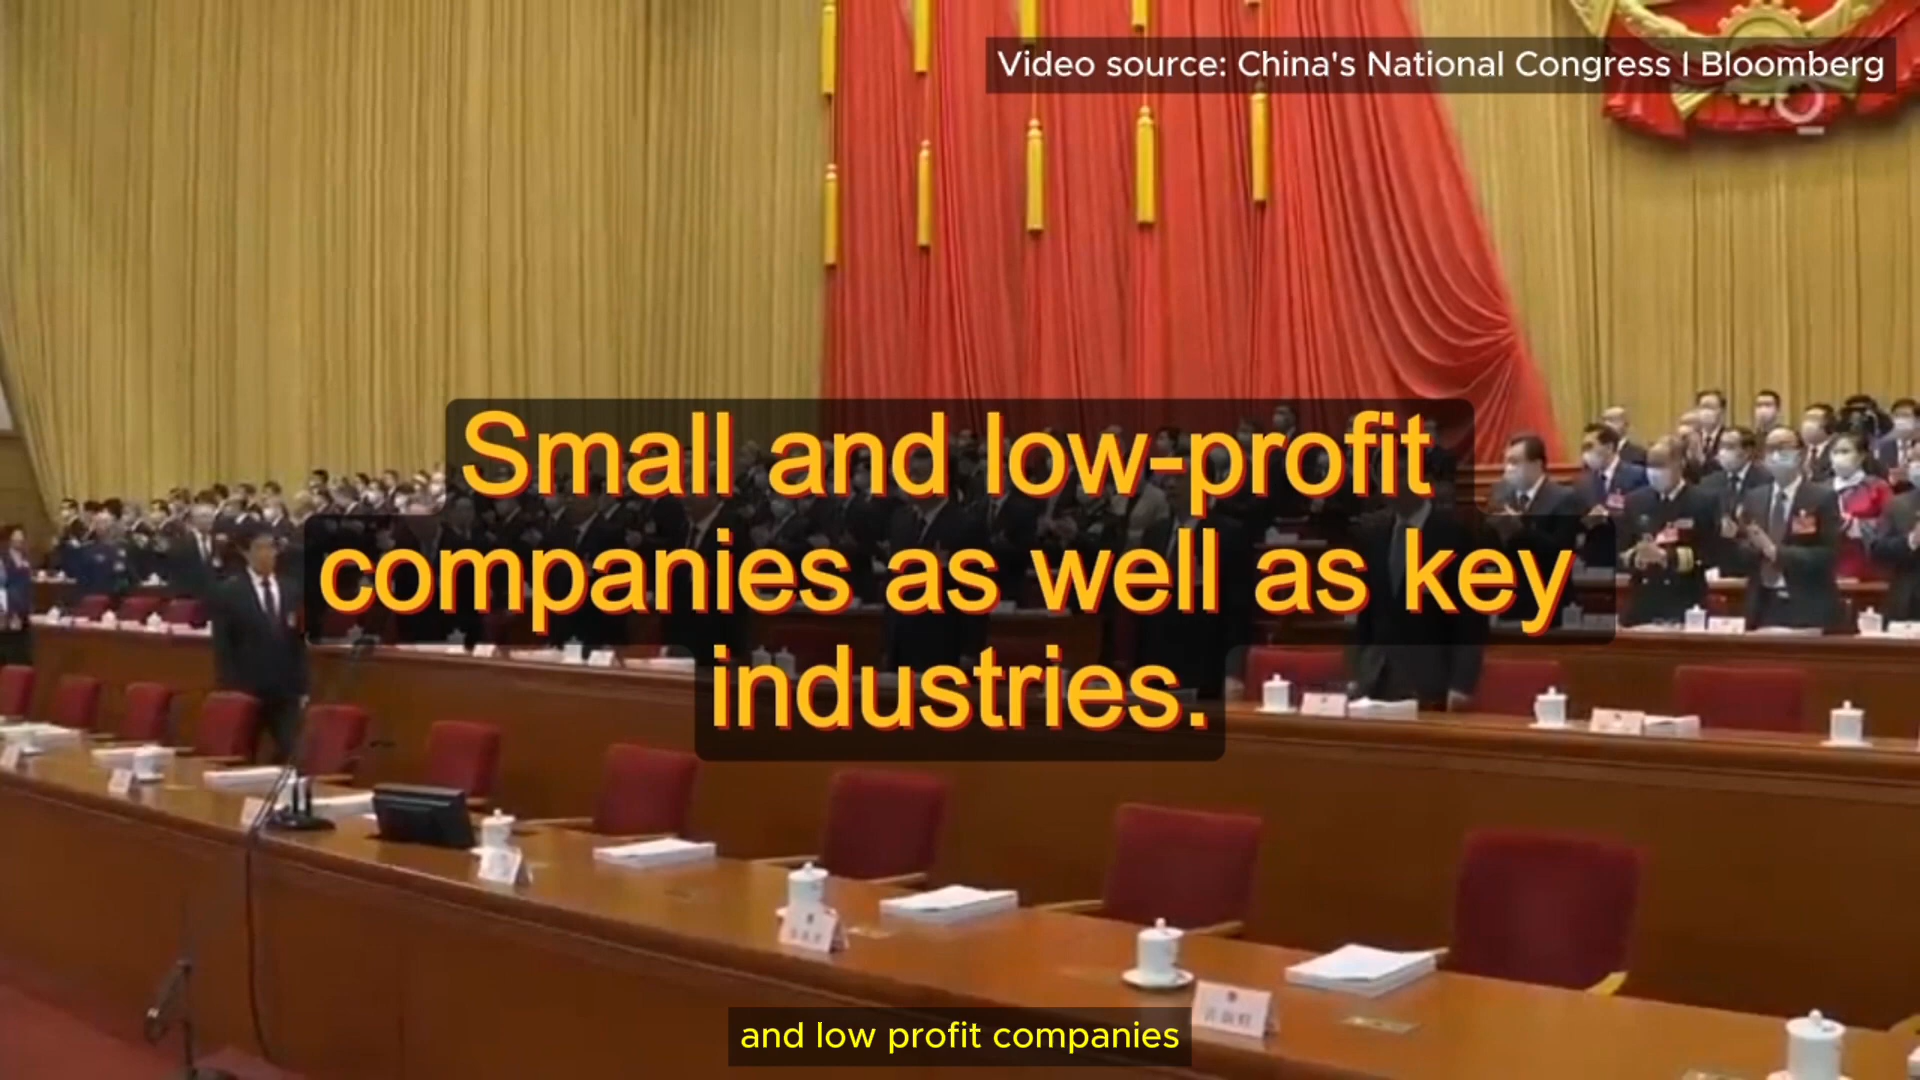 Video source: China's National Congress I Bloomberg
Small and low-profit
companies as well as key
industries.
and low profit companies